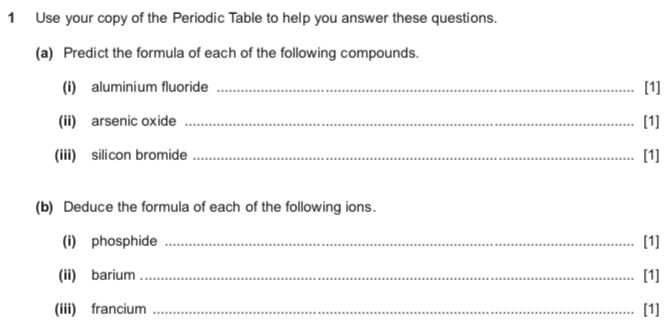 1 Use your copy of the Periodic Table to help you answer these questions.
(a) Predict the formula of each of the following compounds.
(i) aluminium fluoride ........................................ [1]
(ii) arsenic oxide ........................................ [1]
(iii) silicon bromide ........................................ [1]
(b) Deduce the formula of each of the following ions.
(i) phosphide ........................................ [1]
(ii) barium ........................................ [1]
(iii) francium ........................................ [1]